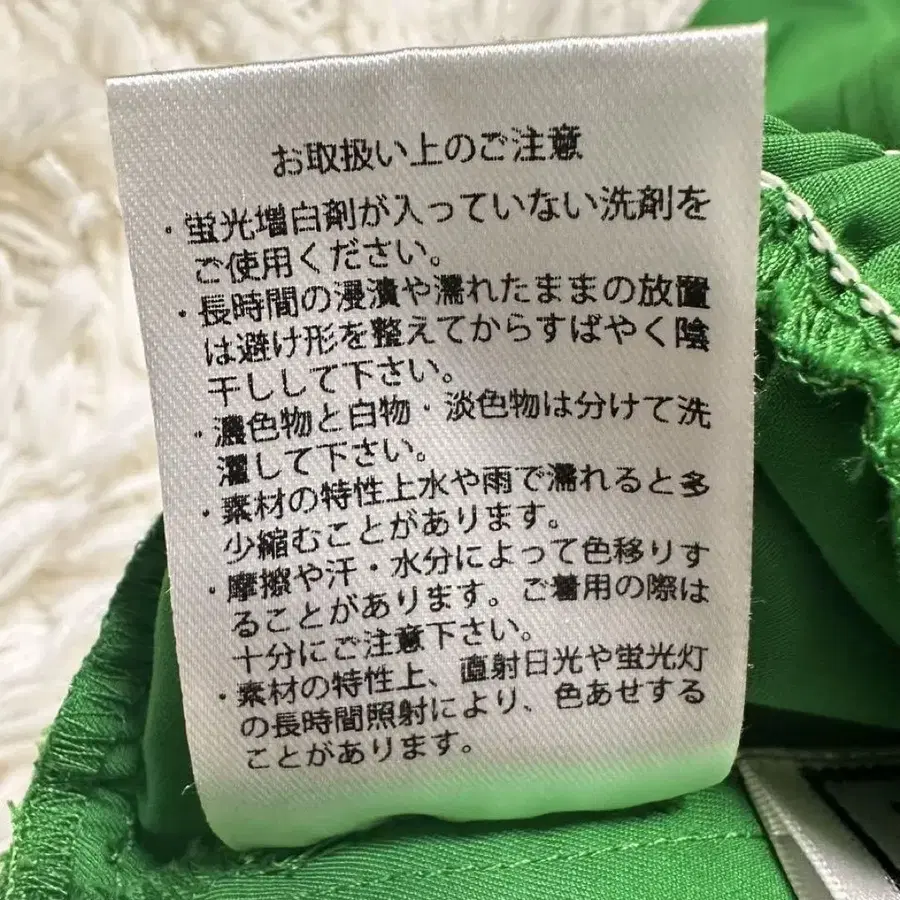 お取扱い上のご注意
・蛍光増白剤が入っていない洗剤を
ご使用ください。
・長時間の浸漬や濡れたままの放置
は避け形を整えてからすばやく陰
干しして下さい。
・濃色物と白物・淡色物は分けて洗
濯して下さい。
・素材の特性上水や雨で濡れると多
少縮むことがあります。
・摩擦や汗・水分によって色移りす
ることがあります。ご着用の際は
十分にご注意下さい。
・素材の特性上、直射日光や蛍光灯
の長時間照射により、色あせする
ことがあります。